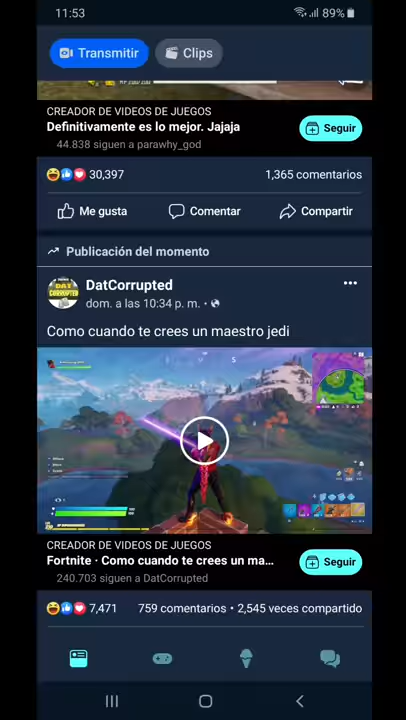 11:53
89%
Transmitir
Clips
CREADOR DE VIDEOS DE JUEGOS
Definitivamente es lo mejor. Jajaja
44.838 siguen a parawhy_god
Seguir
30,397
1,365 comentarios
Me gusta
Comentar
Compartir
Publicación del momento
DAT
CORRUPTED
DatCorrupted
dom. a las 10:34 p. m. •
Como cuando te crees un maestro jedi
S
CREADOR DE VIDEOS DE JUEGOS
Fortnite · Como cuando te crees un ma...
240.703 siguen a DatCorrupted
Seguir
7,471
759 comentarios • 2,545 veces compartido